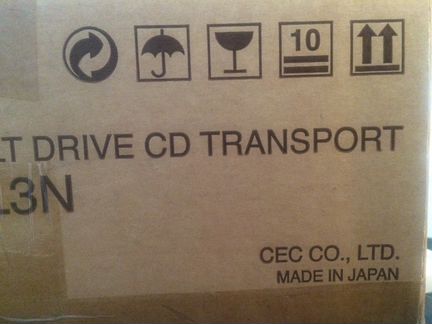 10
LT DRIVE CD TRANSPORT
L3N
CEC CO., LTD.
MADE IN JAPAN